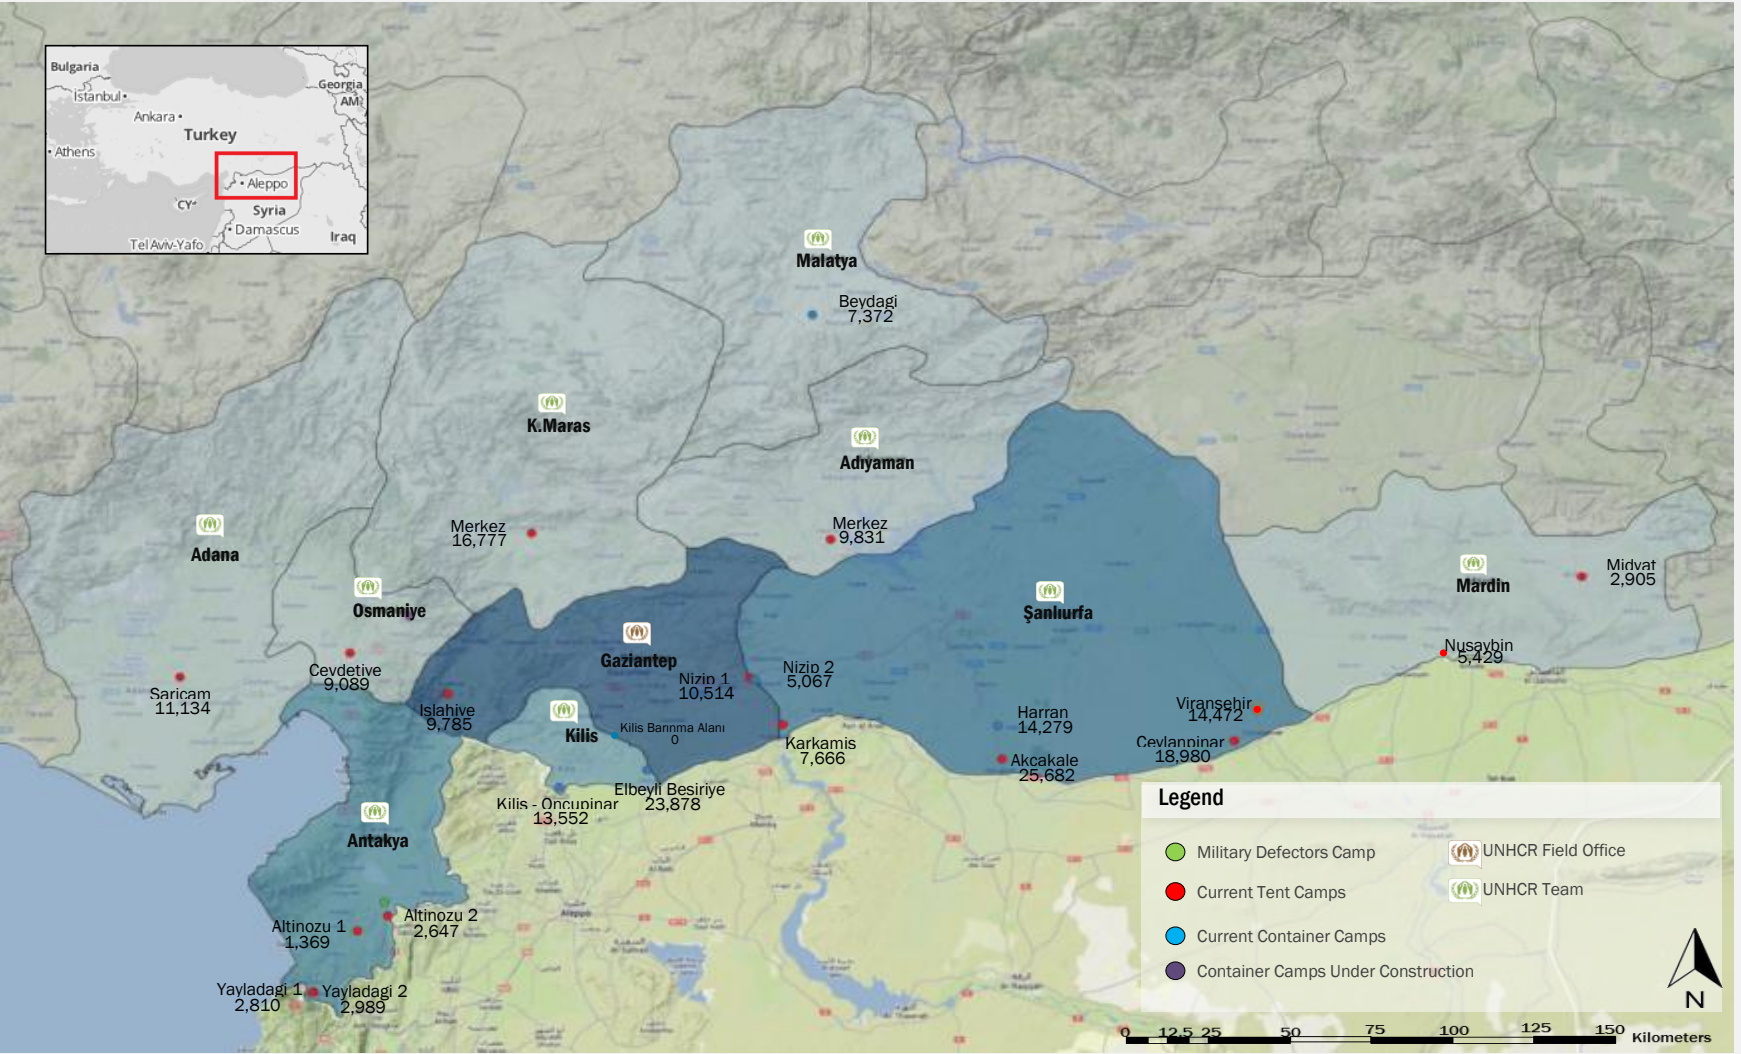 Bulgaria
Georgia
Istanbul
AM
Ankara
Turkey
Athens
Aleppo
CY
Syria
Damascus
Tel Aviv-Yafo
Iraq
Malatya
Beydagi
7,372
K.Maras
Adıyaman
Merkez
16,777
Merkez
9,831
Adana
Osmaniye
Şanlıurfa
Mardin
Midyat
2,905
Nusaybin
5,429
Gaziantep
Cevdetiye
9,089
Saricam
11,134
Islahiye
9,785
Nizip 1
10,514
Nizip 2
5,067
Kilis
Kilis Barınma Alanı
0
Karkamis
7,666
Harran
14,279
Viranşehir
14,472
Ceylanpinar
18,980
Akcakale
25,682
Elbeyli Besiriye
23,878
Kilis - Oncupinar
13,552
Antakya
Altinozu 1
1,369
Altinozu 2
2,647
Yayladagi 1
2,810
Yayladagi 2
2,989
Aleppo
Legend
Military Defectors Camp
UNHCR Field Office
Current Tent Camps
UNHCR Team
Current Container Camps
Container Camps Under Construction
N
0 12,5 25 50 75 100 125 150
Kilometers